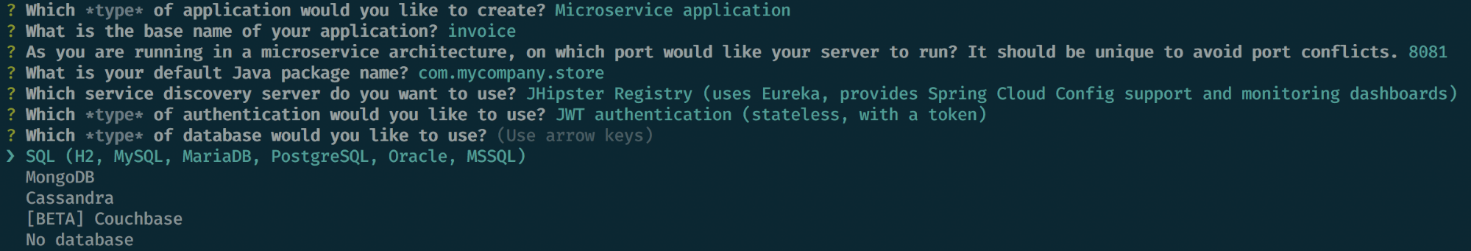 ? Which *type* of application would you like to create? Microservice application
? What is the base name of your application? invoice
? As you are running in a microservice architecture, on which port would like your server to run? It should be unique to avoid port conflicts. 8081
? What is your default Java package name? com.mycompany.store
? Which service discovery server do you want to use? JHipster Registry (uses Eureka, provides Spring Cloud Config support and monitoring dashboards)
? Which *type* of authentication would you like to use? JWT authentication (stateless, with a token)
? Which *type* of database would you like to use? (Use arrow keys)
❯ SQL (H2, MySQL, MariaDB, PostgreSQL, Oracle, MSSQL)
MongoDB
Cassandra
[BETA] Couchbase
No database